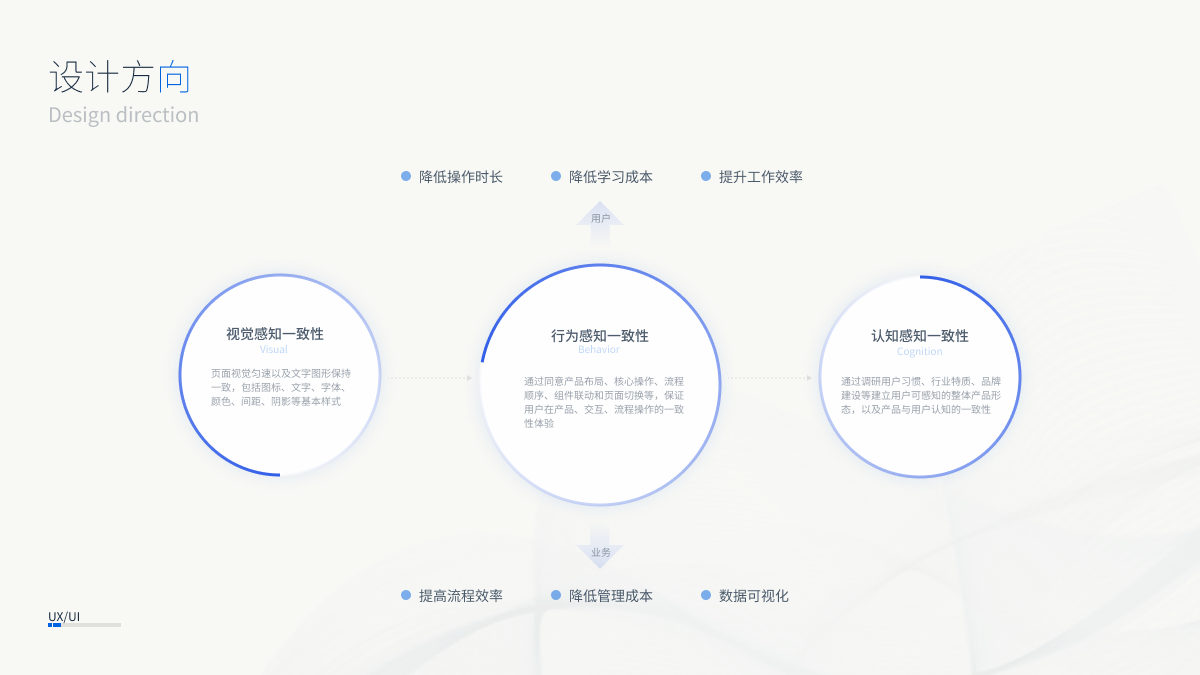 设计方向
Design direction
降低操作时长
降低学习成本
提升工作效率
用户
视觉感知一致性
Visual
页面视觉匀速以及文字图形保持
一致，包括图标、文字、字体、
颜色、间距、阴影等基本样式
行为感知一致性
Behavior
通过同意产品布局、核心操作、流程
顺序、组件联动和页面切换等，保证
用户在产品、交互、流程操作的一致
性体验
认知感知一致性
Cognition
通过调研用户习惯、行业特质、品牌
建设等建立用户可感知的整体产品形
态，以及产品与用户认知的一致性
业务
提高流程效率
降低管理成本
数据可视化
UX/UI